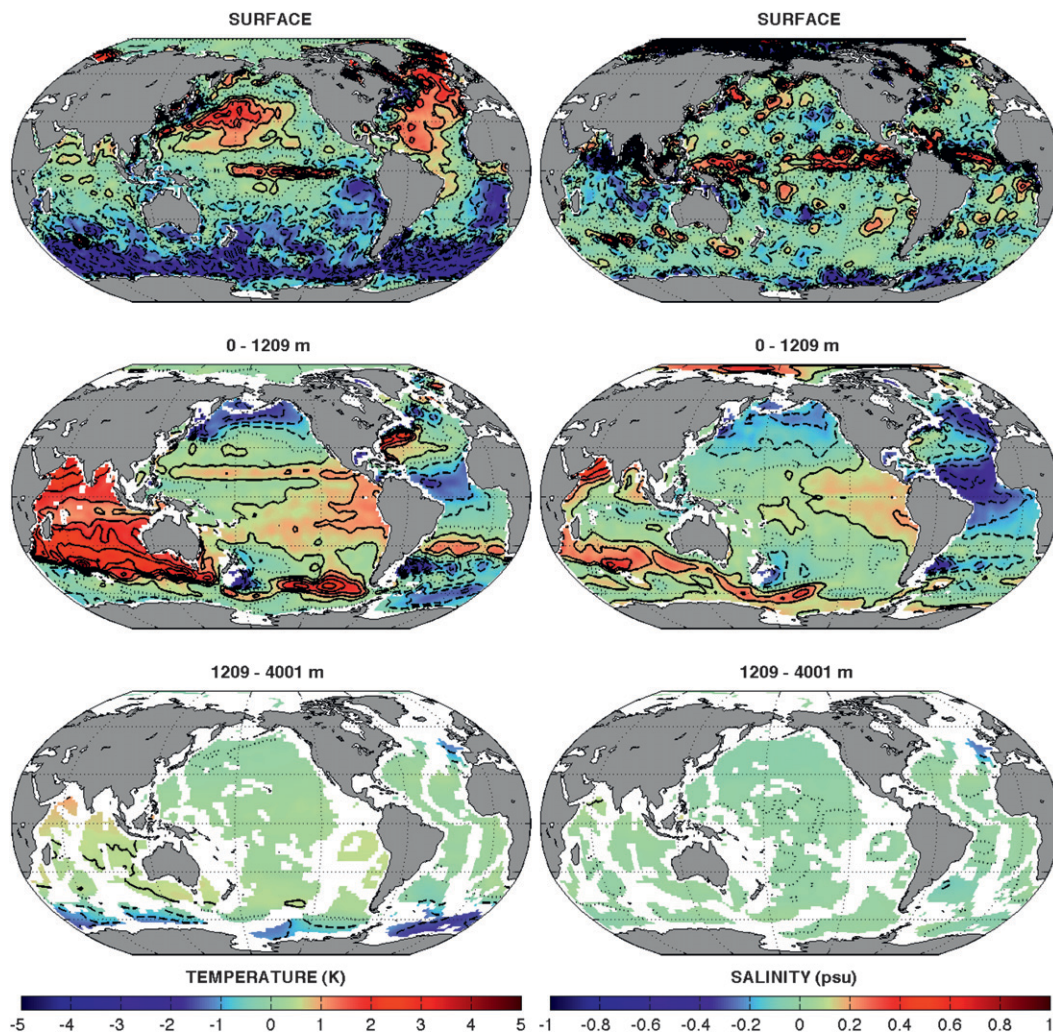 SURFACE
SURFACE
0 - 1209 m
0 - 1209 m
1209 - 4001 m
1209 - 4001 m
TEMPERATURE (K)
-5 -4 -3 -2 -1 0 1 2 3 4 5
SALINITY (psu)
-1 -0.8 -0.6 -0.4 -0.2 0 0.2 0.4 0.6 0.8 1